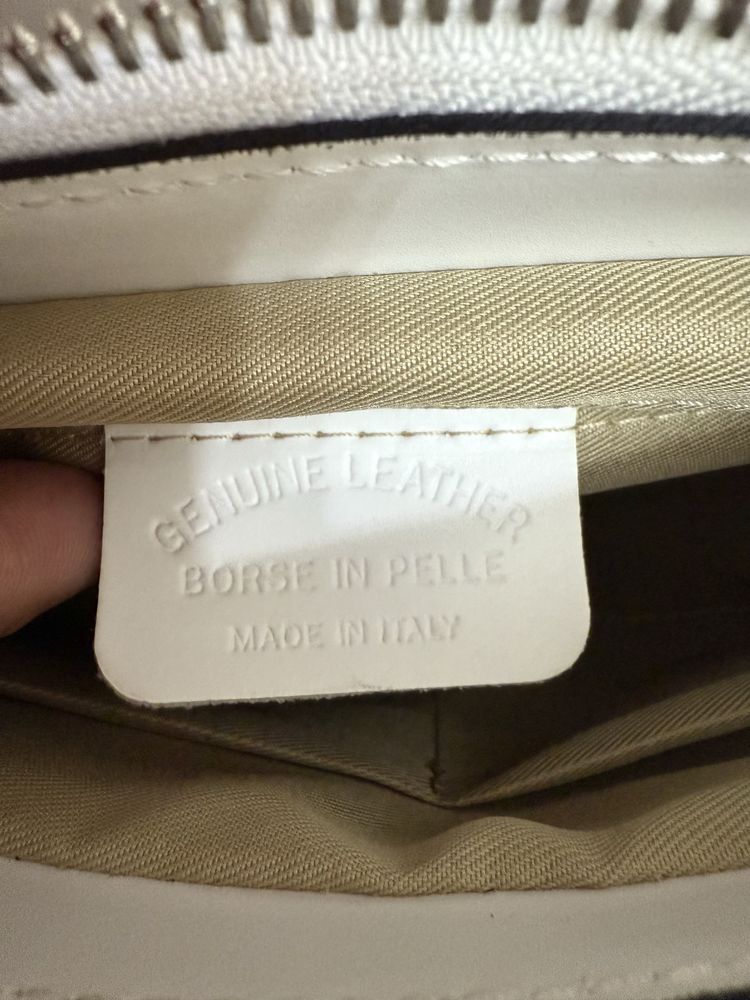 GENUINE LEATHER
BORSE IN PELLE
MADE IN ITALY